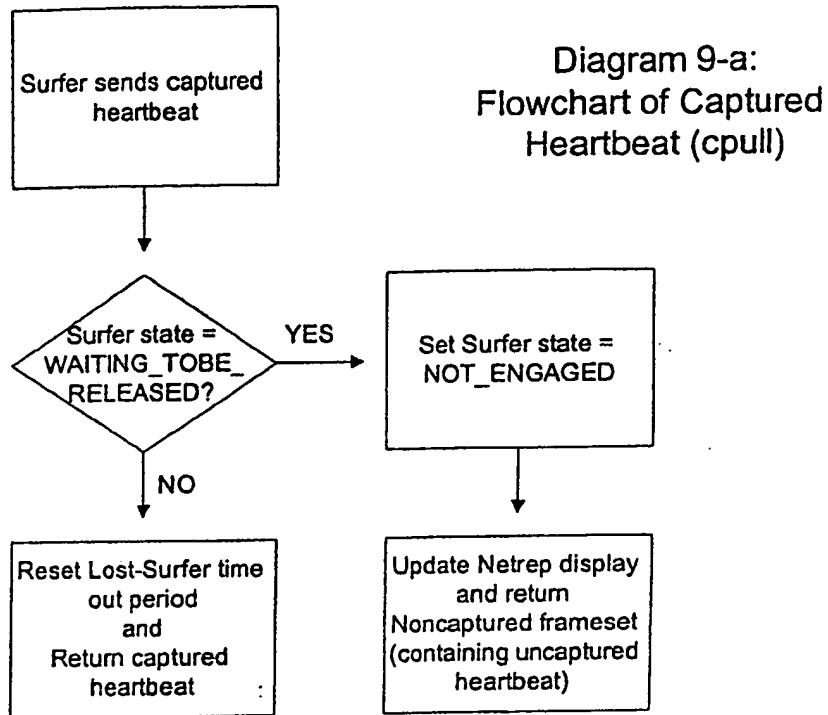 Diagram 9-a:
Flowchart of Captured
Heartbeat (cpull)
Surfer sends captured
heartbeat
Surfer state =
WAITING_TOBE_
RELEASED?
YES
Set Surfer state =
NOT_ENGAGED
NO
Reset Lost-Surfer time
out period
and
Return captured
heartbeat
Update Netrep display
and return
Noncaptured frameset
(containing uncaptured
heartbeat)